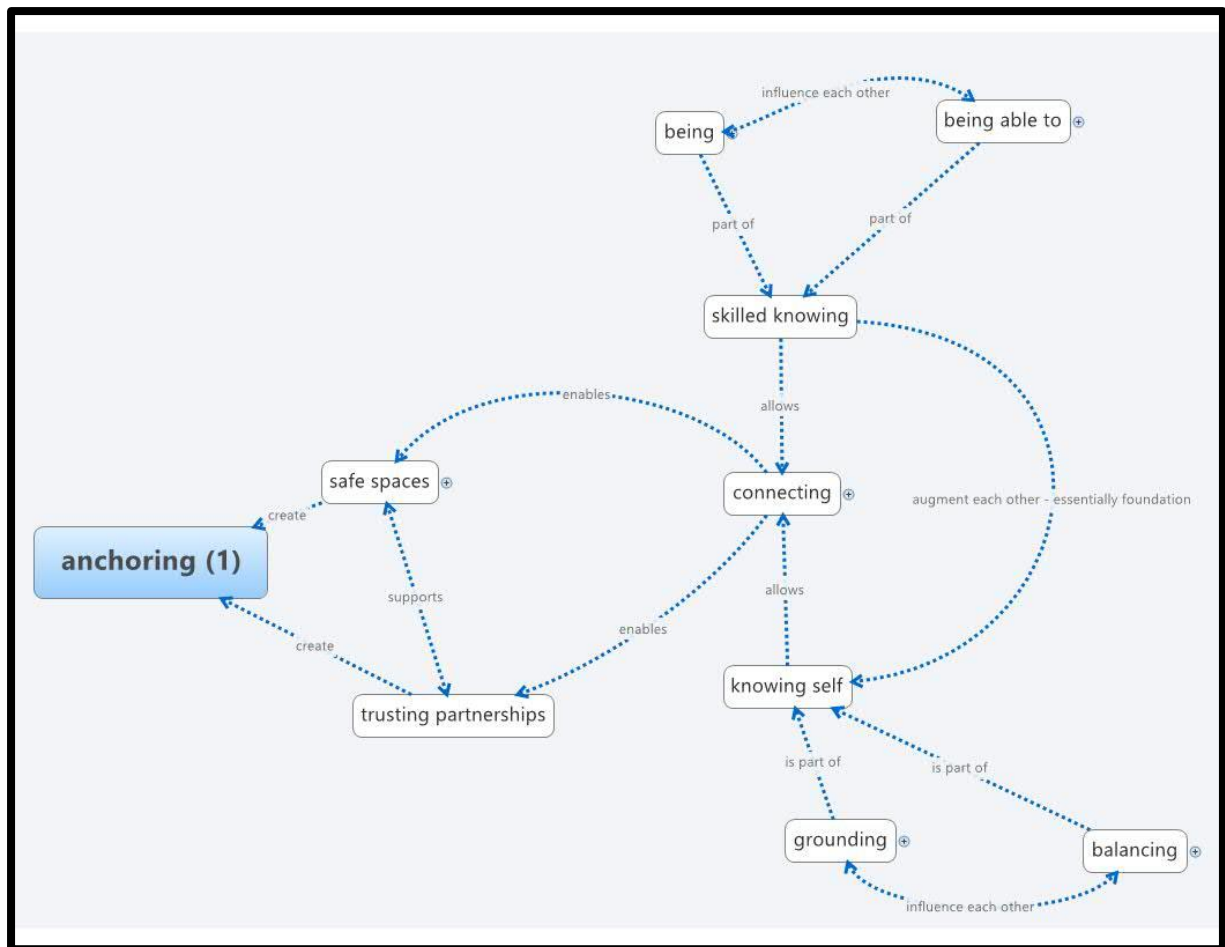 influence each other
being
being able to
part of
part of
skilled knowing
enables
allows
safe spaces
connecting
augment each other - essentially foundation
create
anchoring (1)
supports
allows
enables
create
knowing self
trusting partnerships
is part of
is part of
grounding
balancing
influence each other